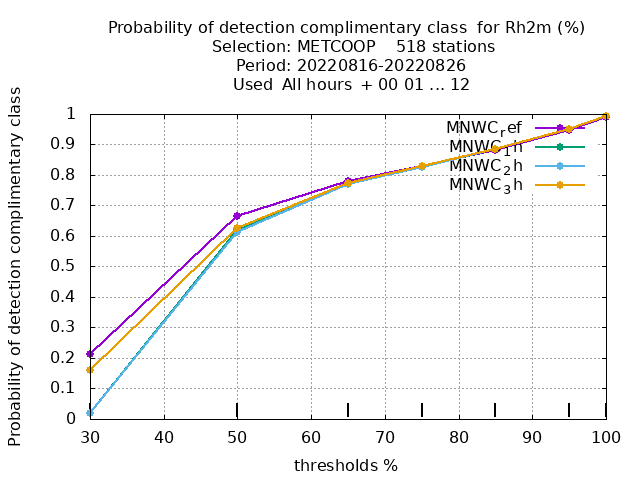 Probability of detection complimentary class  for Rh2m (%)
Selection: METCOOP    518 stations
Period: 20220816-20220826
Used  All hours  + 00 01 ... 12
Probability of detection complimentary class
1
0.9
0.8
0.7
0.6
0.5
0.4
0.3
0.2
0.1
0
MNWC_ref
MNWC_1h
MNWC_2h
MNWC_3h
30 40 50 60 70 80 90 100
thresholds %